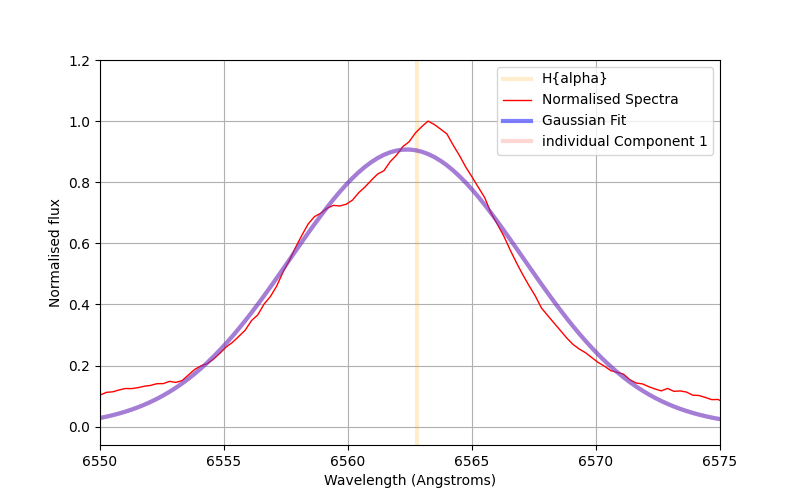 1.2
1.0
0.8
0.6
0.4
0.2
0.0
Normalised flux
H{alpha}
Normalised Spectra
Gaussian Fit
individual Component 1
6550 6555 6560 6565 6570 6575
Wavelength (Angstroms)